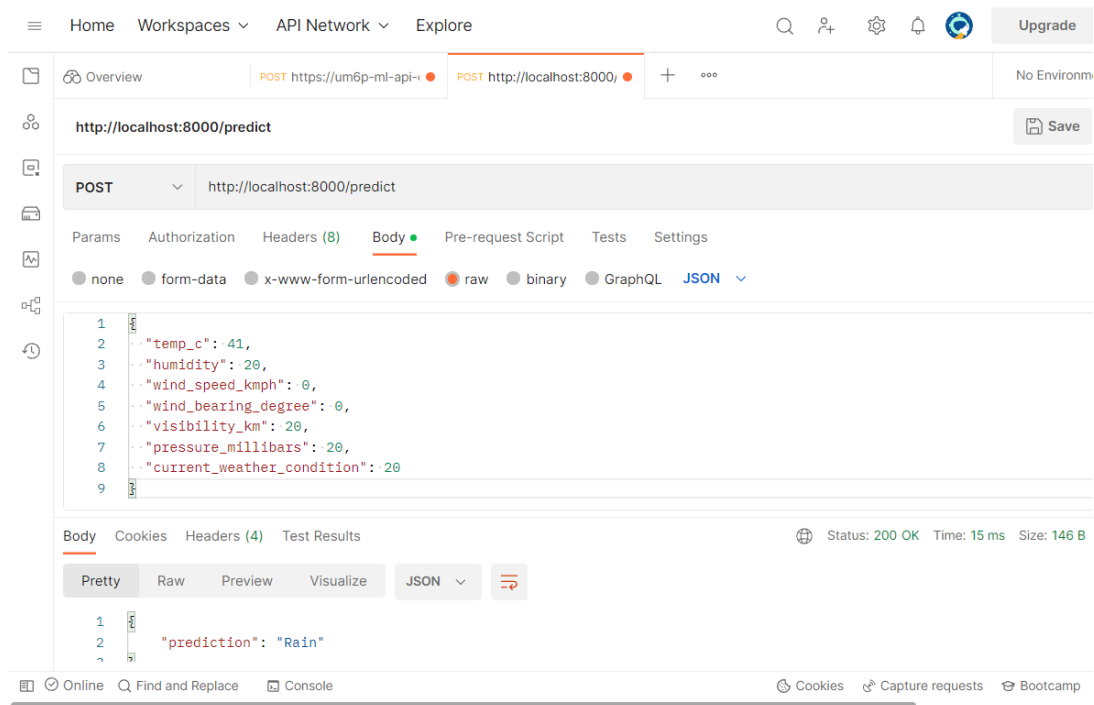 Home Workspaces API Network Explore Upgrade
Overview POST https://um6p-ml-api- POST http://localhost:8000/ No Environm
http://localhost:8000/predict Save
POST http://localhost:8000/predict
Params Authorization Headers (8) Body Pre-request Script Tests Settings
none form-data x-www-form-urlencoded raw binary GraphQL JSON
1 {
2 "temp_c": 41,
3 "humidity": 20,
4 "wind_speed_kmph": 0,
5 "wind_bearing_degree": 0,
6 "visibility_km": 20,
7 "pressure_millibars": 20,
8 "current_weather_condition": 20
9 }
Body Cookies Headers (4) Test Results Status: 200 OK Time: 15 ms Size: 146 B
Pretty Raw Preview Visualize JSON
1 {
2 "prediction": "Rain"
3 }
Online Find and Replace Console Cookies Capture requests Bootcamp